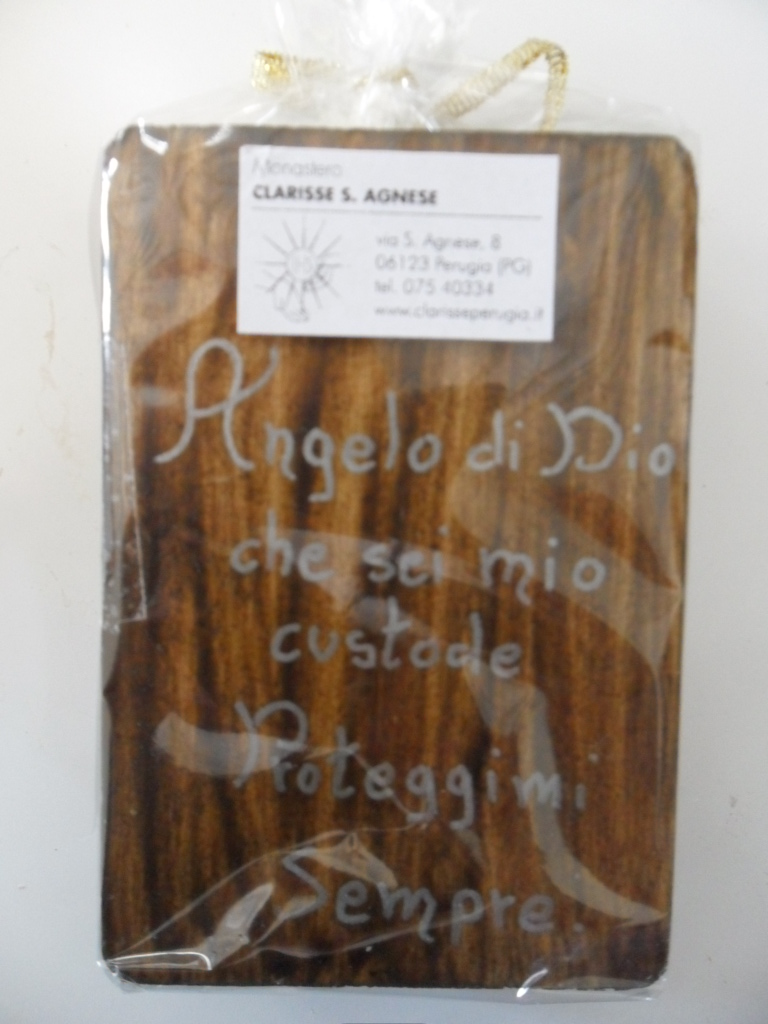 Monastero
CLARISSE S. AGNESE
via S. Agnese, 8
06123 Perugia (PG)
tel. 075 40334
www.clarisseperugia.it
Angelo di Dio
che sei mio
custode
Proteggimi
Sempre.